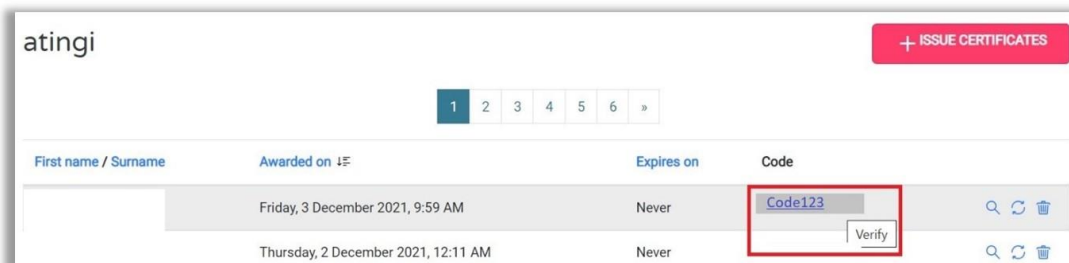 atingi
+ ISSUE CERTIFICATES
1 2 3 4 5 6 »
First name / Surname Awarded on Expires on Code
Friday, 3 December 2021, 9:59 AM Never Code123
Verify
Thursday, 2 December 2021, 12:11 AM Never